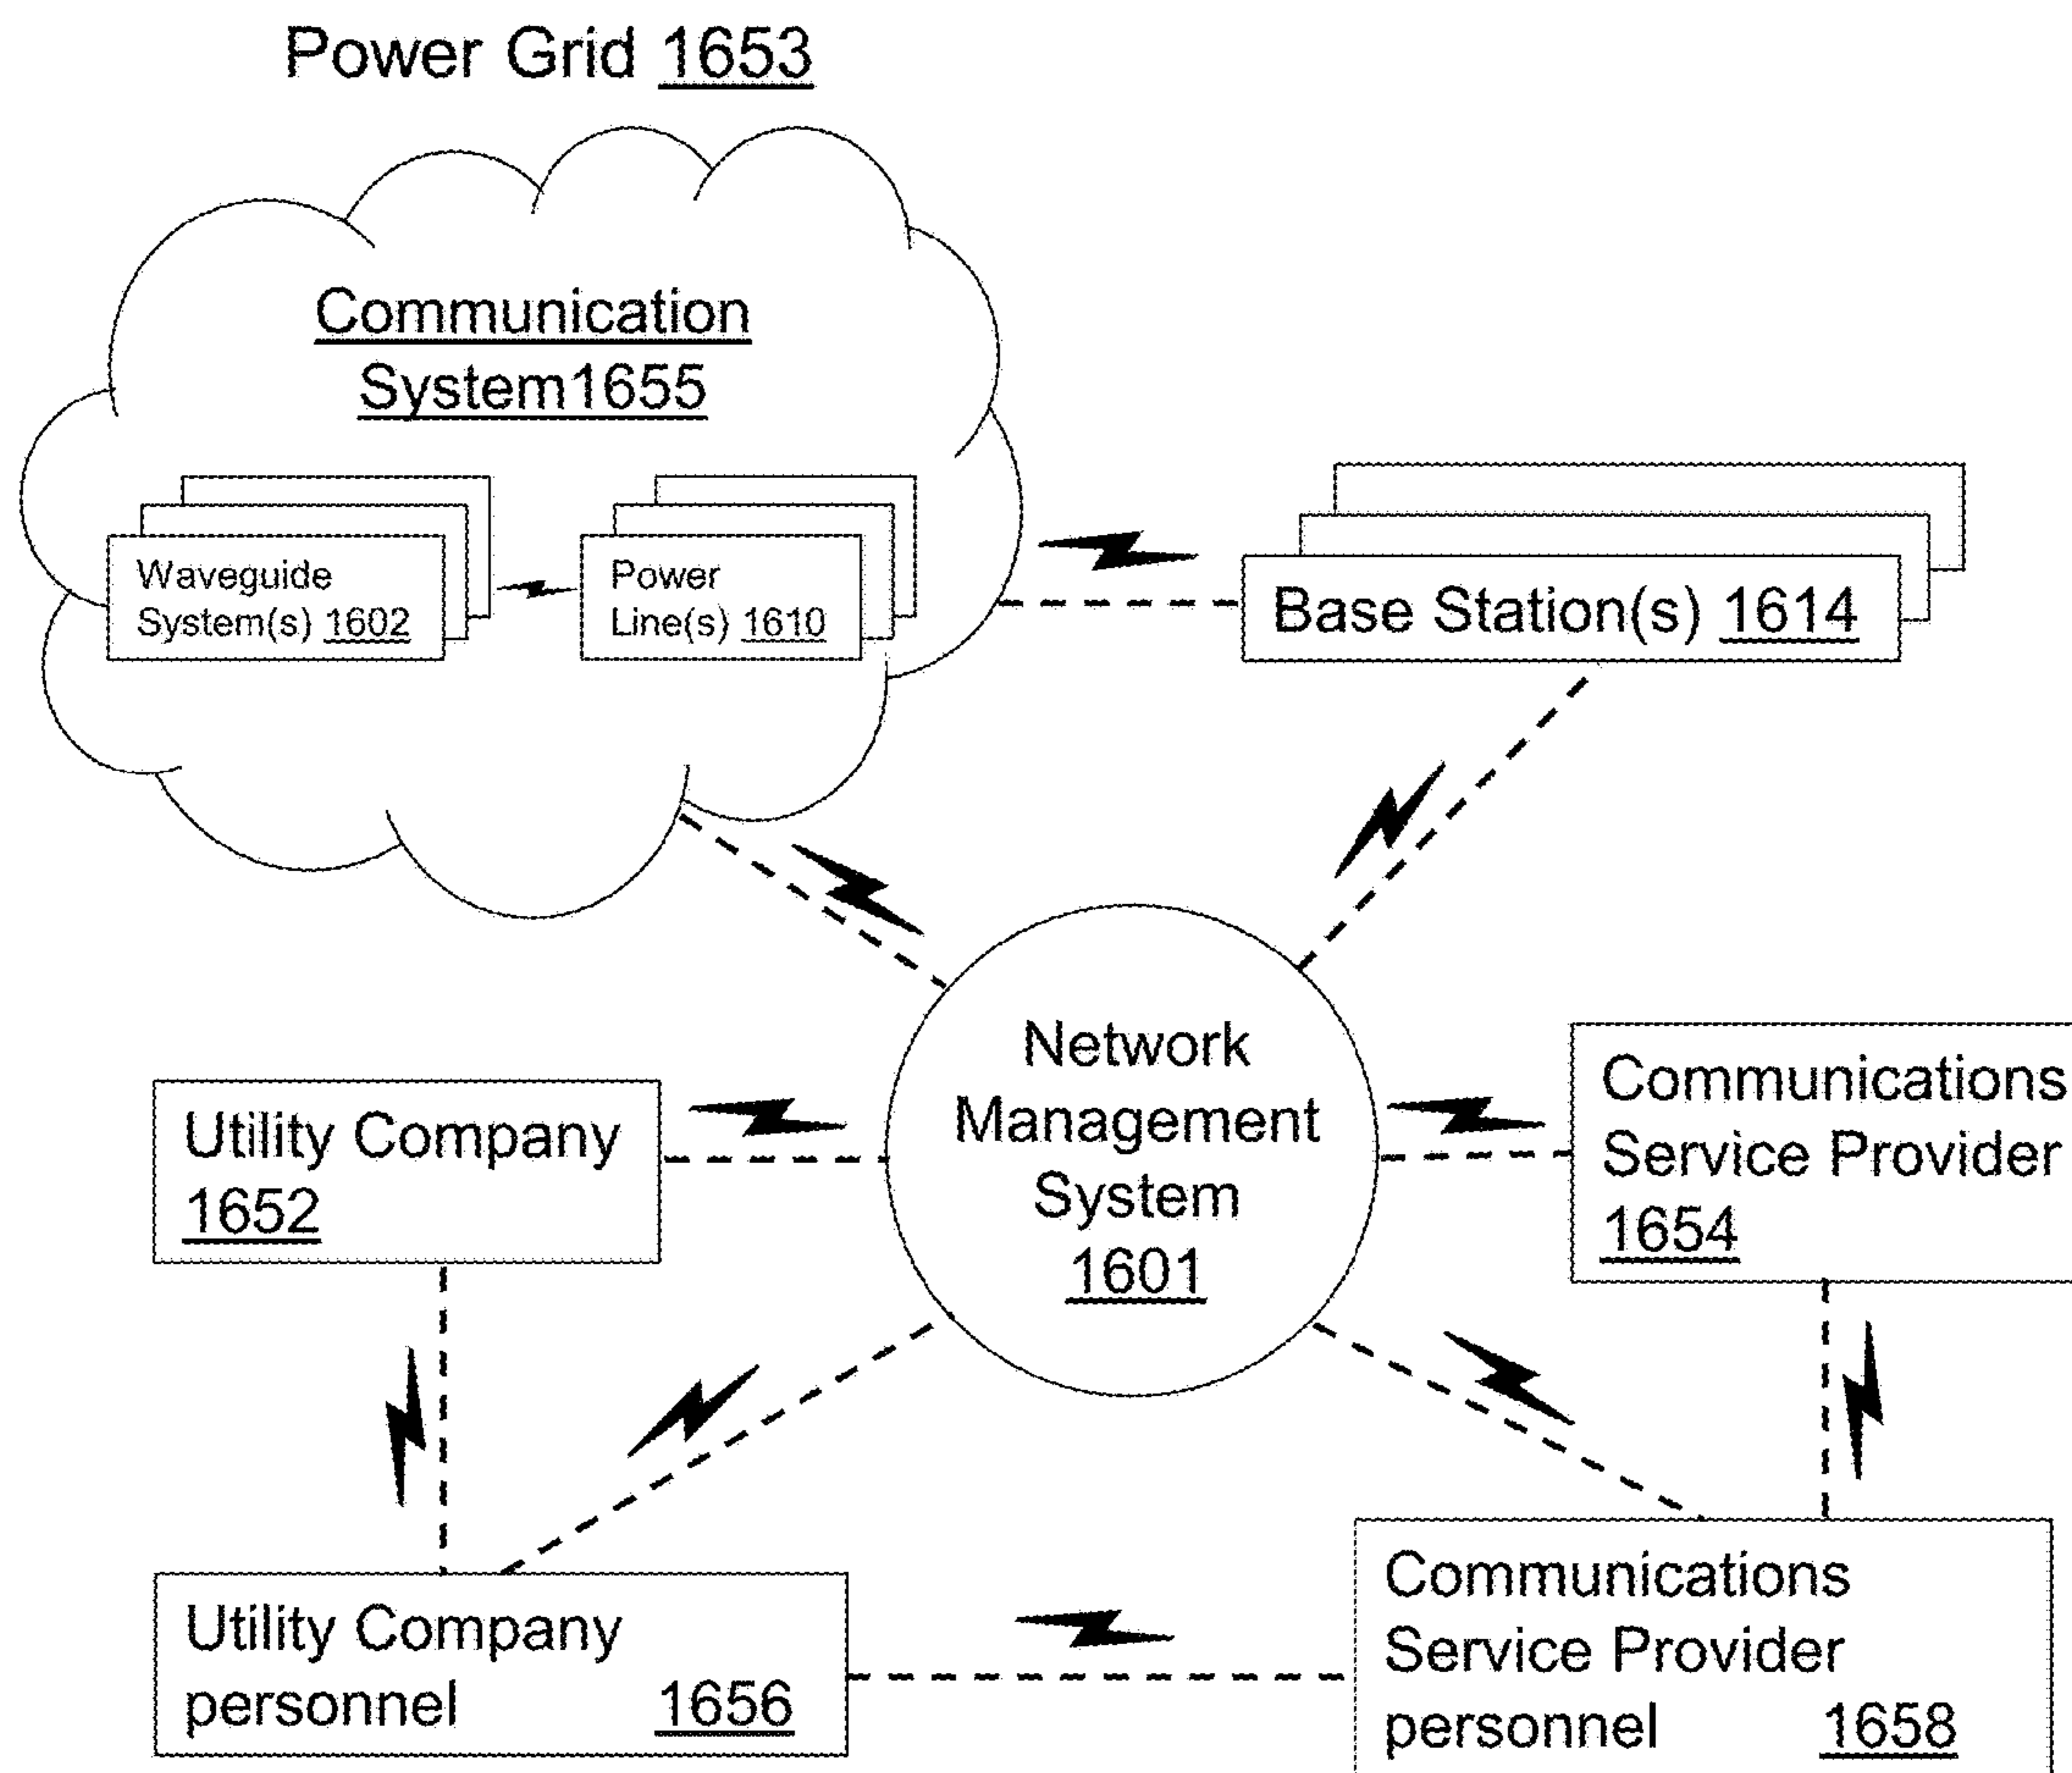 Power Grid 1653
Communication
System1655
Waveguide
System(s) 1602
Power
Line(s) 1610
Base Station(s) 1614
Network
Management
System
1601
Utility Company
1652
Communications
Service Provider
1654
Utility Company
personnel 1656
Communications
Service Provider
personnel 1658